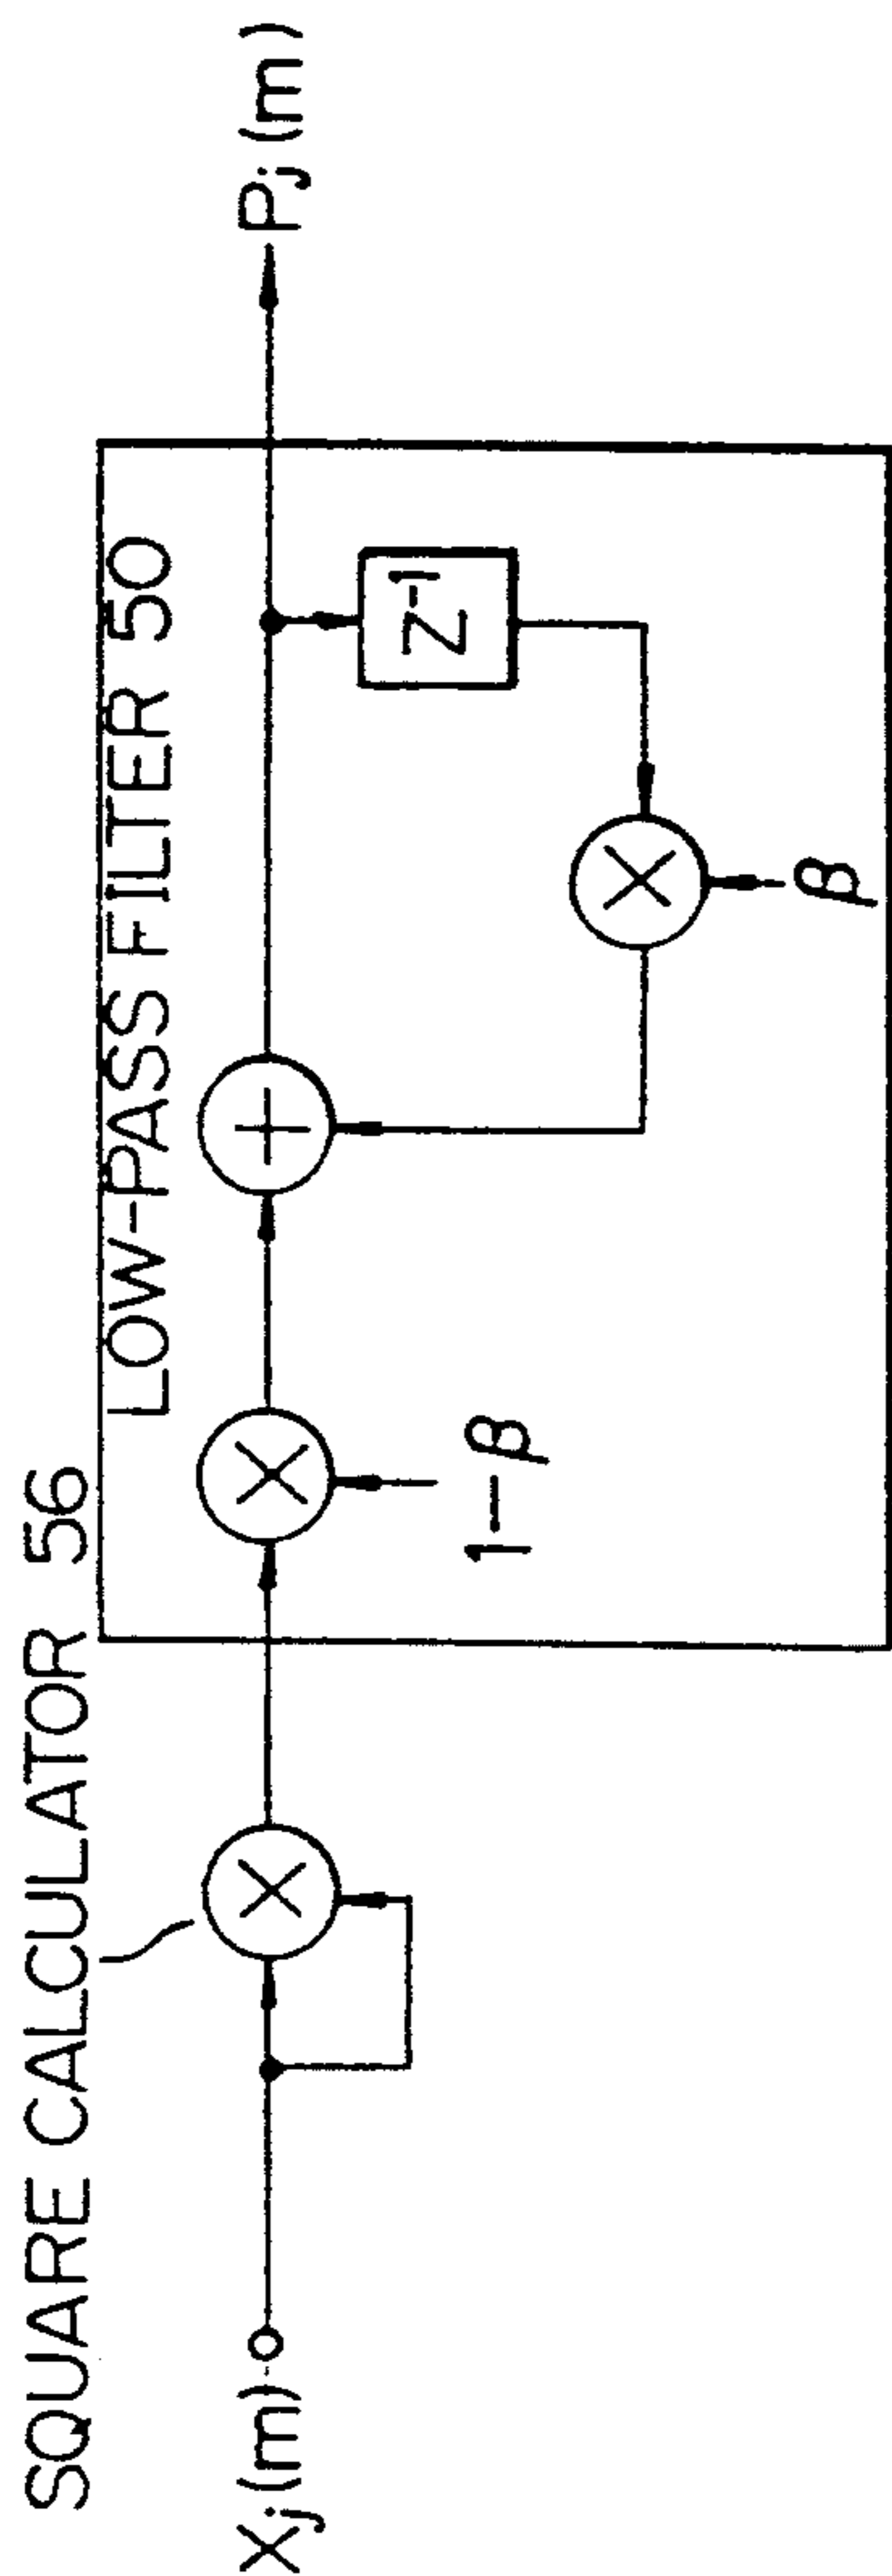 SQUARE CALCULATOR 56
LOW-PASS FILTER 50
Xj(m)
×
×
+
Pj(m)
1-β
Z-1
×
β